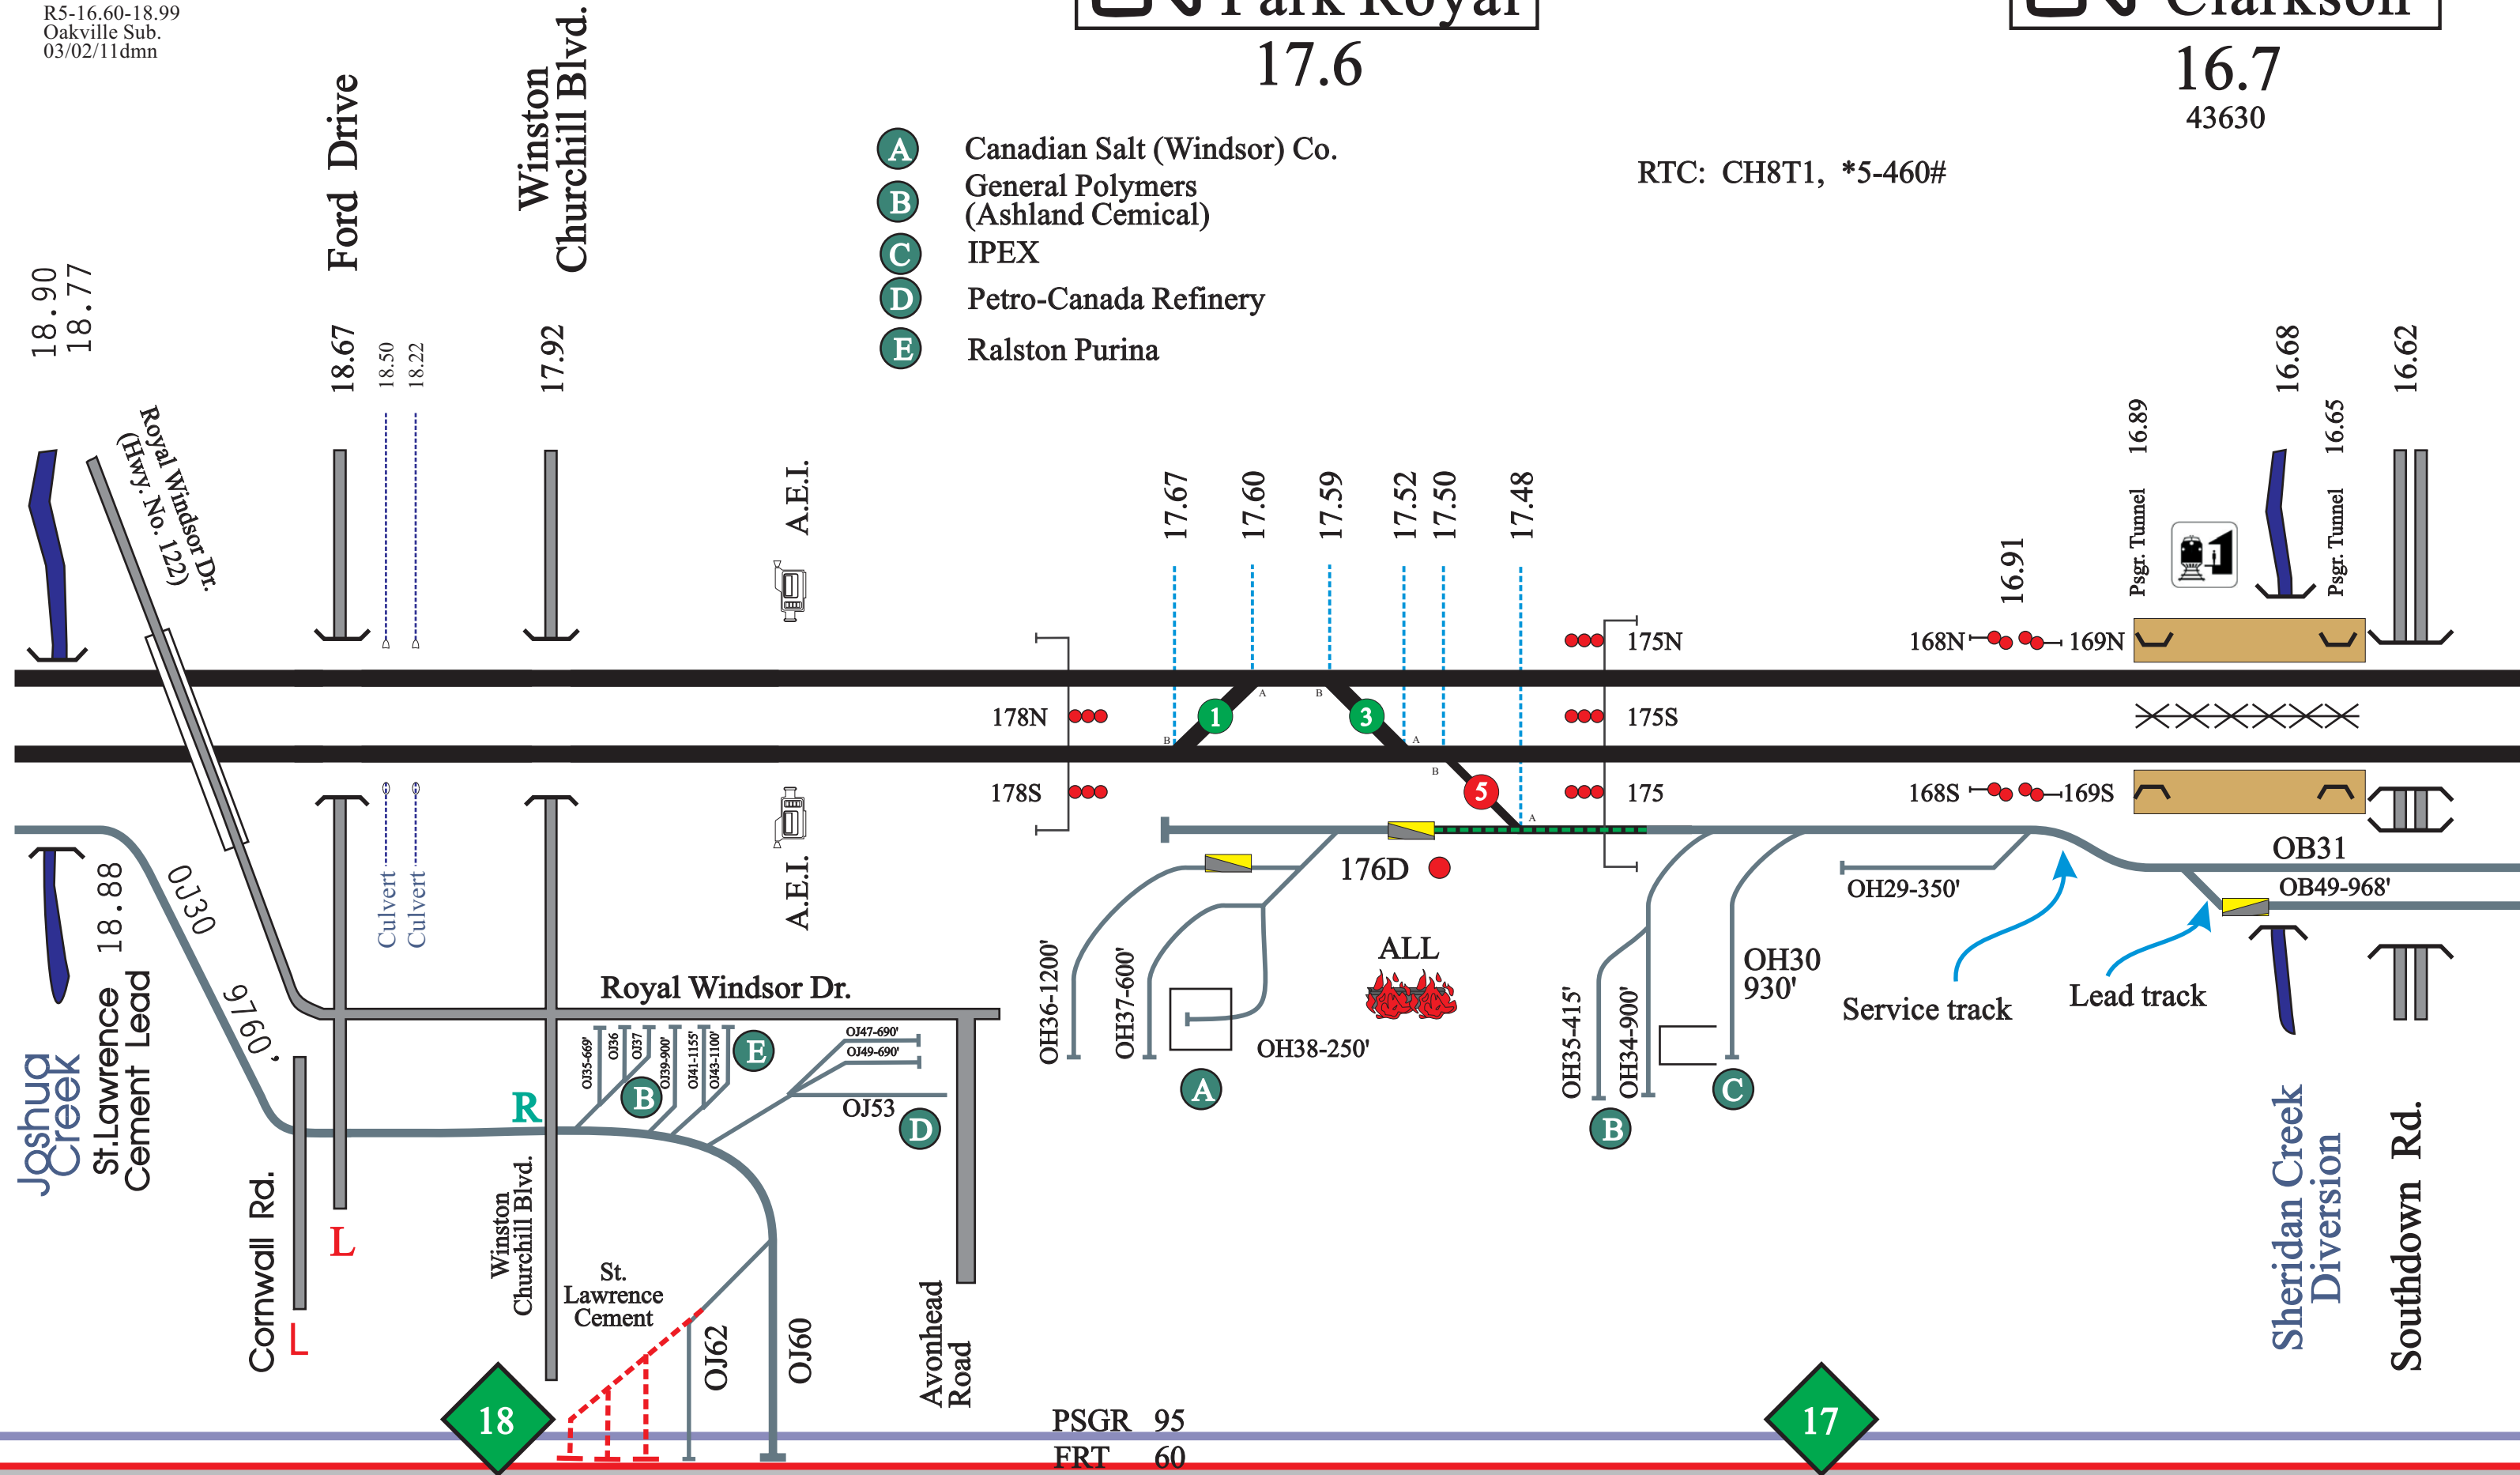 R5-16.60-18.99
Oakville Sub.
03/02/11dmn
Park Royal
17.6
Clarkson
16.7
43630
RTC: CH8T1, *5-460#
A Canadian Salt (Windsor) Co.
B General Polymers
(Ashland Cemical)
C IPEX
D Petro-Canada Refinery
E Ralston Purina
18.90
18.77
Ford Drive
18.67
18.50
18.22
Winston
Churchill Blvd.
17.92
Royal Windsor Dr.
(Hwy. No. 122)
A.E.I.
17.67
17.60
17.59
17.52
17.50
17.48
16.91
16.89
Psgr. Tunnel
16.68
16.65
Psgr. Tunnel
16.62
175N
168N
169N
178N
A
B
1
3
175S
B
A
B
178S
5
175
168S
169S
A
176D
OB31
OB49-968'
OH29-350'
OJ30
9760'
18.88
Culvert
Culvert
A.E.I.
ALL
OH36-1200'
OH37-600'
OH38-250'
A
OH35-415'
OH34-900'
B
OH30
930'
C
Service track
Lead track
Joshua
Creek
St.Lawrence
Cement Lead
Royal Windsor Dr.
OJ35-669'
OJ36
OJ37
OJ39-900'
OJ41-1155'
OJ43-1100'
B
E
OJ47-690'
OJ49-690'
OJ53
D
R
Cornwall Rd.
L
L
Winston
Churchill Blvd.
St.
Lawrence
Cement
OJ62
OJ60
Avonhead
Road
Sheridan Creek
Diversion
Southdown Rd.
18
17
PSGR 95
FRT 60